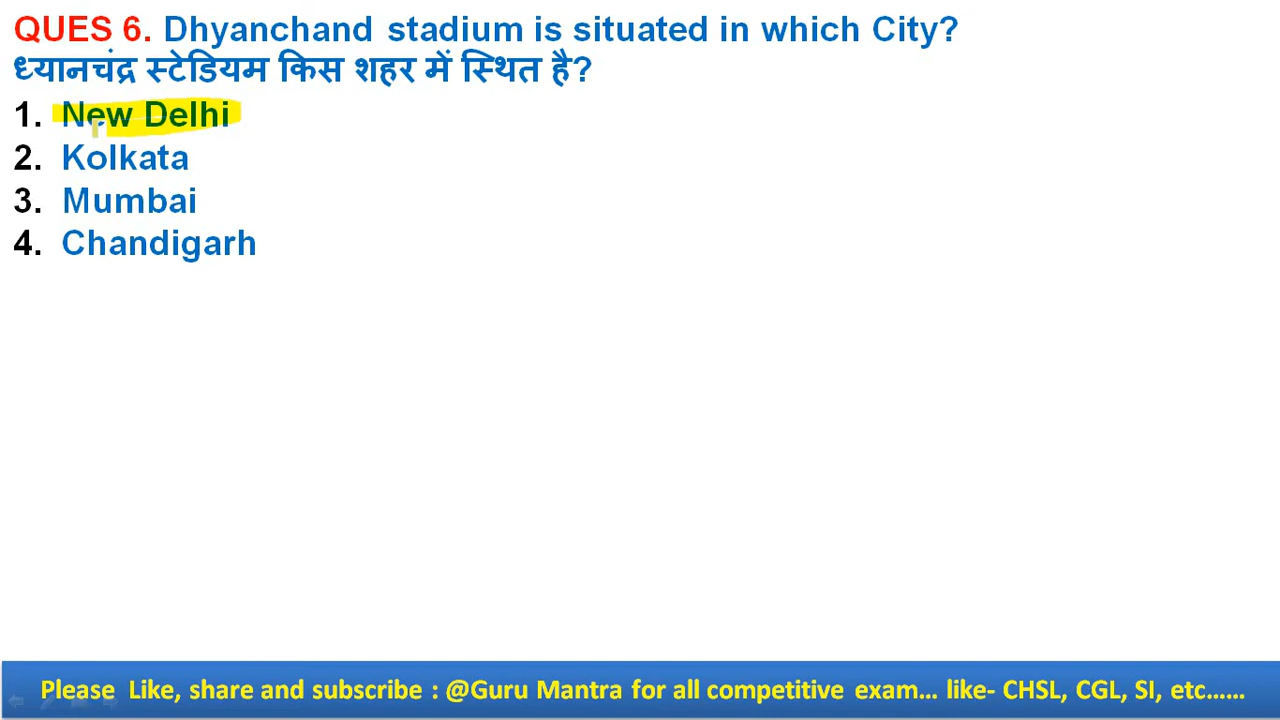 QUES 6. Dhyanchand stadium is situated in which City?
ध्यानचंद्र स्टेडियम किस शहर में स्थित है?
1. New Delhi
2. Kolkata
3. Mumbai
4. Chandigarh
Please Like, share and subscribe : @Guru Mantra for all competitive exam... like- CHSL, CGL, SI, etc......